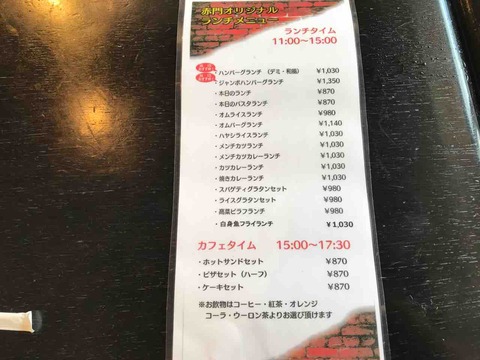 赤門オリジナル
ランチメニュー
ランチタイム
11:00〜15:00
ハンバーグランチ (デミ・和風) ¥1,030
・ジャンボハンバーグランチ ¥1,350
・本日のランチ ¥870
・本日のパスタランチ ¥870
・オムライスランチ ¥980
・オムバーグランチ ¥1,140
・ハヤシライスランチ ¥1,030
・メンチカツランチ ¥1,030
・メンチカツカレーランチ ¥1,030
・カツカレーランチ ¥1,030
・焼きカレーランチ ¥1,030
・スパゲティグラタンセット ¥980
・ライスグラタンセット ¥980
・高菜ピラフランチ ¥980
・白身魚フライランチ ¥1,030
カフェタイム 15:00〜17:30
・ホットサンドセット ¥870
・ピザセット (ハーフ) ¥870
・ケーキセット ¥870
※お飲物はコーヒー・紅茶・オレンジ
コーラ・ウーロン茶よりお選び頂けます